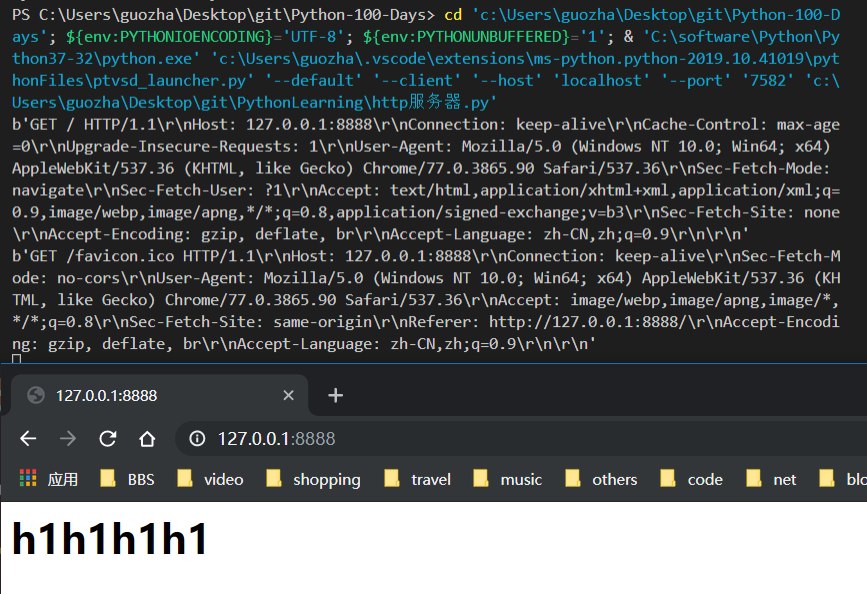 PS C:\Users\guozha\Desktop\git\Python-100-Days> cd 'c:\Users\guozha\Desktop\git\Python-100-D
ays'; ${env:PYTHONIOENCODING}='UTF-8'; ${env:PYTHONUNBUFFERED}='1'; & 'C:\software\Python\Py
thon37-32\python.exe' 'c:\Users\guozha\.vscode\extensions\ms-python.python-2019.10.41019\pyt
honFiles\ptvsd_launcher.py' '--default' '--client' '--host' 'localhost' '--port' '7582' 'c:\
Users\guozha\Desktop\git\PythonLearning\http服务器.py'
b'GET / HTTP/1.1\r\nHost: 127.0.0.1:8888\r\nConnection: keep-alive\r\nCache-Control: max-age
=0\r\nUpgrade-Insecure-Requests: 1\r\nUser-Agent: Mozilla/5.0 (Windows NT 10.0; Win64; x64)
AppleWebKit/537.36 (KHTML, like Gecko) Chrome/77.0.3865.90 Safari/537.36\r\nSec-Fetch-Mode:
navigate\r\nSec-Fetch-User: ?1\r\nAccept: text/html,application/xhtml+xml,application/xml;q=
0.9,image/webp,image/apng,*/*;q=0.8,application/signed-exchange;v=b3\r\nSec-Fetch-Site: none
\r\nAccept-Encoding: gzip, deflate, br\r\nAccept-Language: zh-CN,zh;q=0.9\r\n\r\n'
b'GET /favicon.ico HTTP/1.1\r\nHost: 127.0.0.1:8888\r\nConnection: keep-alive\r\nSec-Fetch-M
ode: no-cors\r\nUser-Agent: Mozilla/5.0 (Windows NT 10.0; Win64; x64) AppleWebKit/537.36 (KH
TML, like Gecko) Chrome/77.0.3865.90 Safari/537.36\r\nAccept: image/webp,image/apng,image/*,
*/*;q=0.8\r\nSec-Fetch-Site: same-origin\r\nReferer: http://127.0.0.1:8888/\r\nAccept-Encodi
ng: gzip, deflate, br\r\nAccept-Language: zh-CN,zh;q=0.9\r\n\r\n'
127.0.0.1:8888
127.0.0.1:8888
应用 BBS video shopping travel music others code net blo
h1h1h1h1